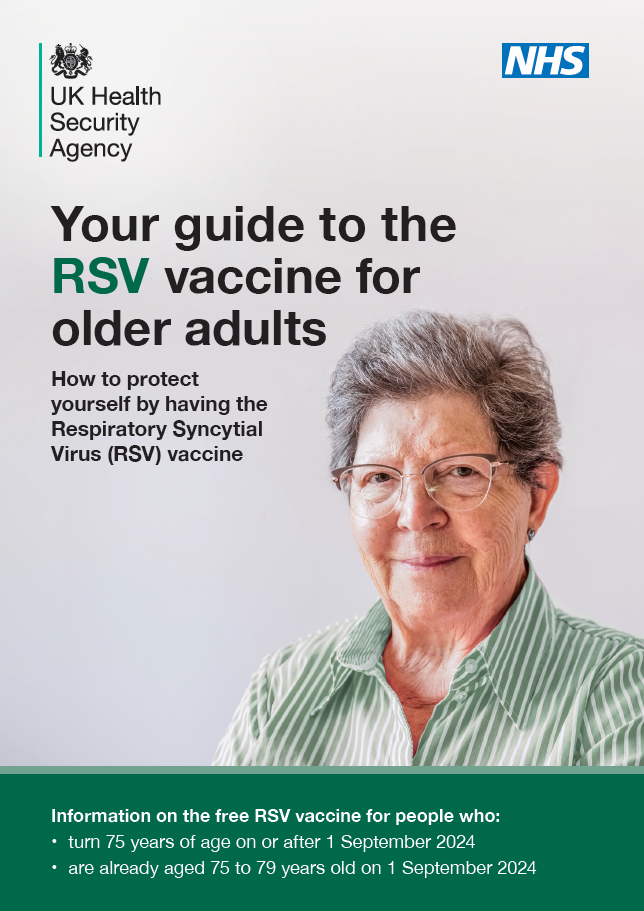 UK Health
Security
Agency
NHS
Your guide to the
RSV vaccine for
older adults
How to protect
yourself by having the
Respiratory Syncytial
Virus (RSV) vaccine
Information on the free RSV vaccine for people who:
• turn 75 years of age on or after 1 September 2024
• are already aged 75 to 79 years old on 1 September 2024